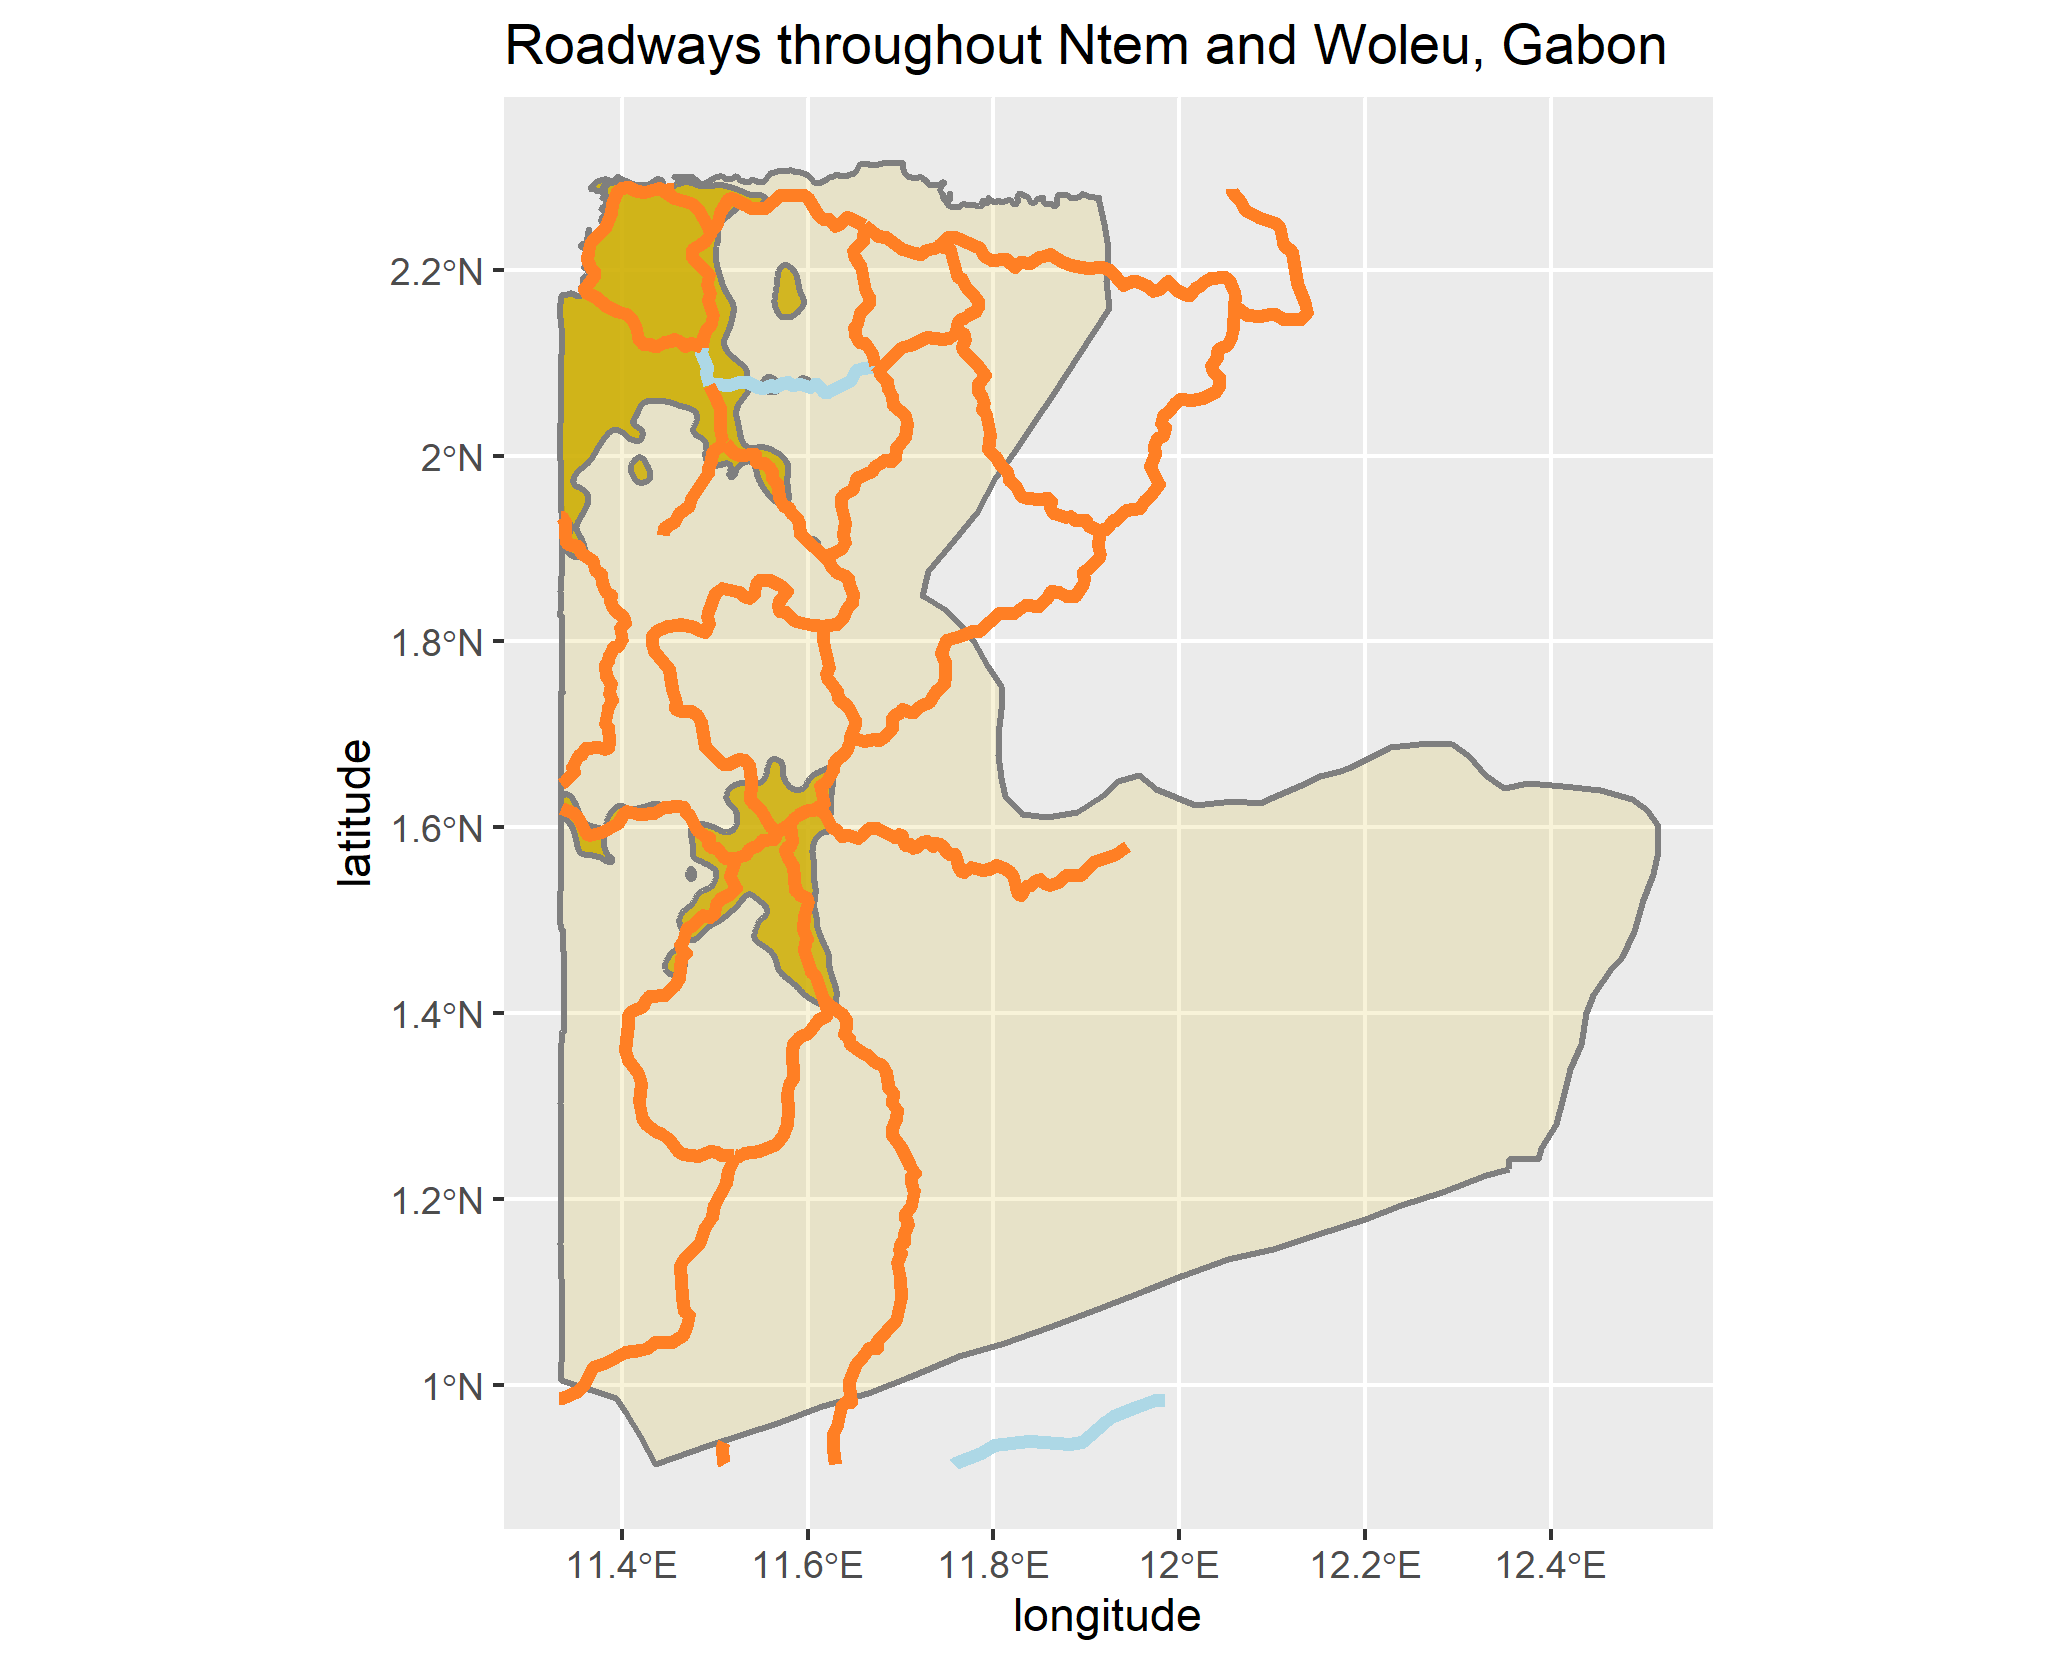 Roadways throughout Ntem and Woleu, Gabon
2.2°N
2°N
1.8°N
1.6°N
1.4°N
1.2°N
1°N
latitude
11.4°E 11.6°E 11.8°E 12°E 12.2°E 12.4°E
longitude